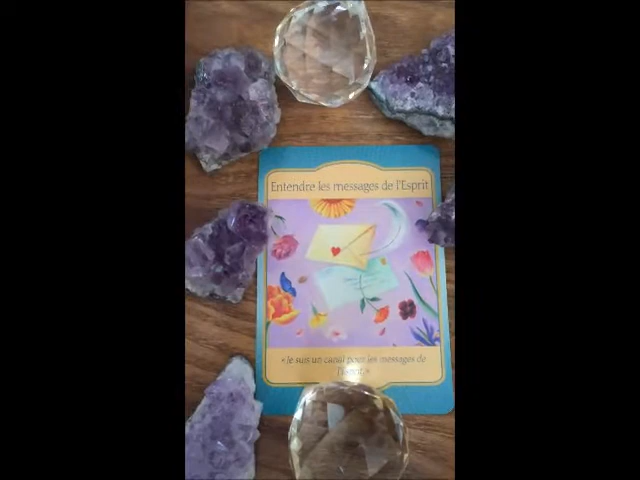 Entendre les messages de l'Esprit
« Je suis un canal pour les messages de
l'Esprit. »